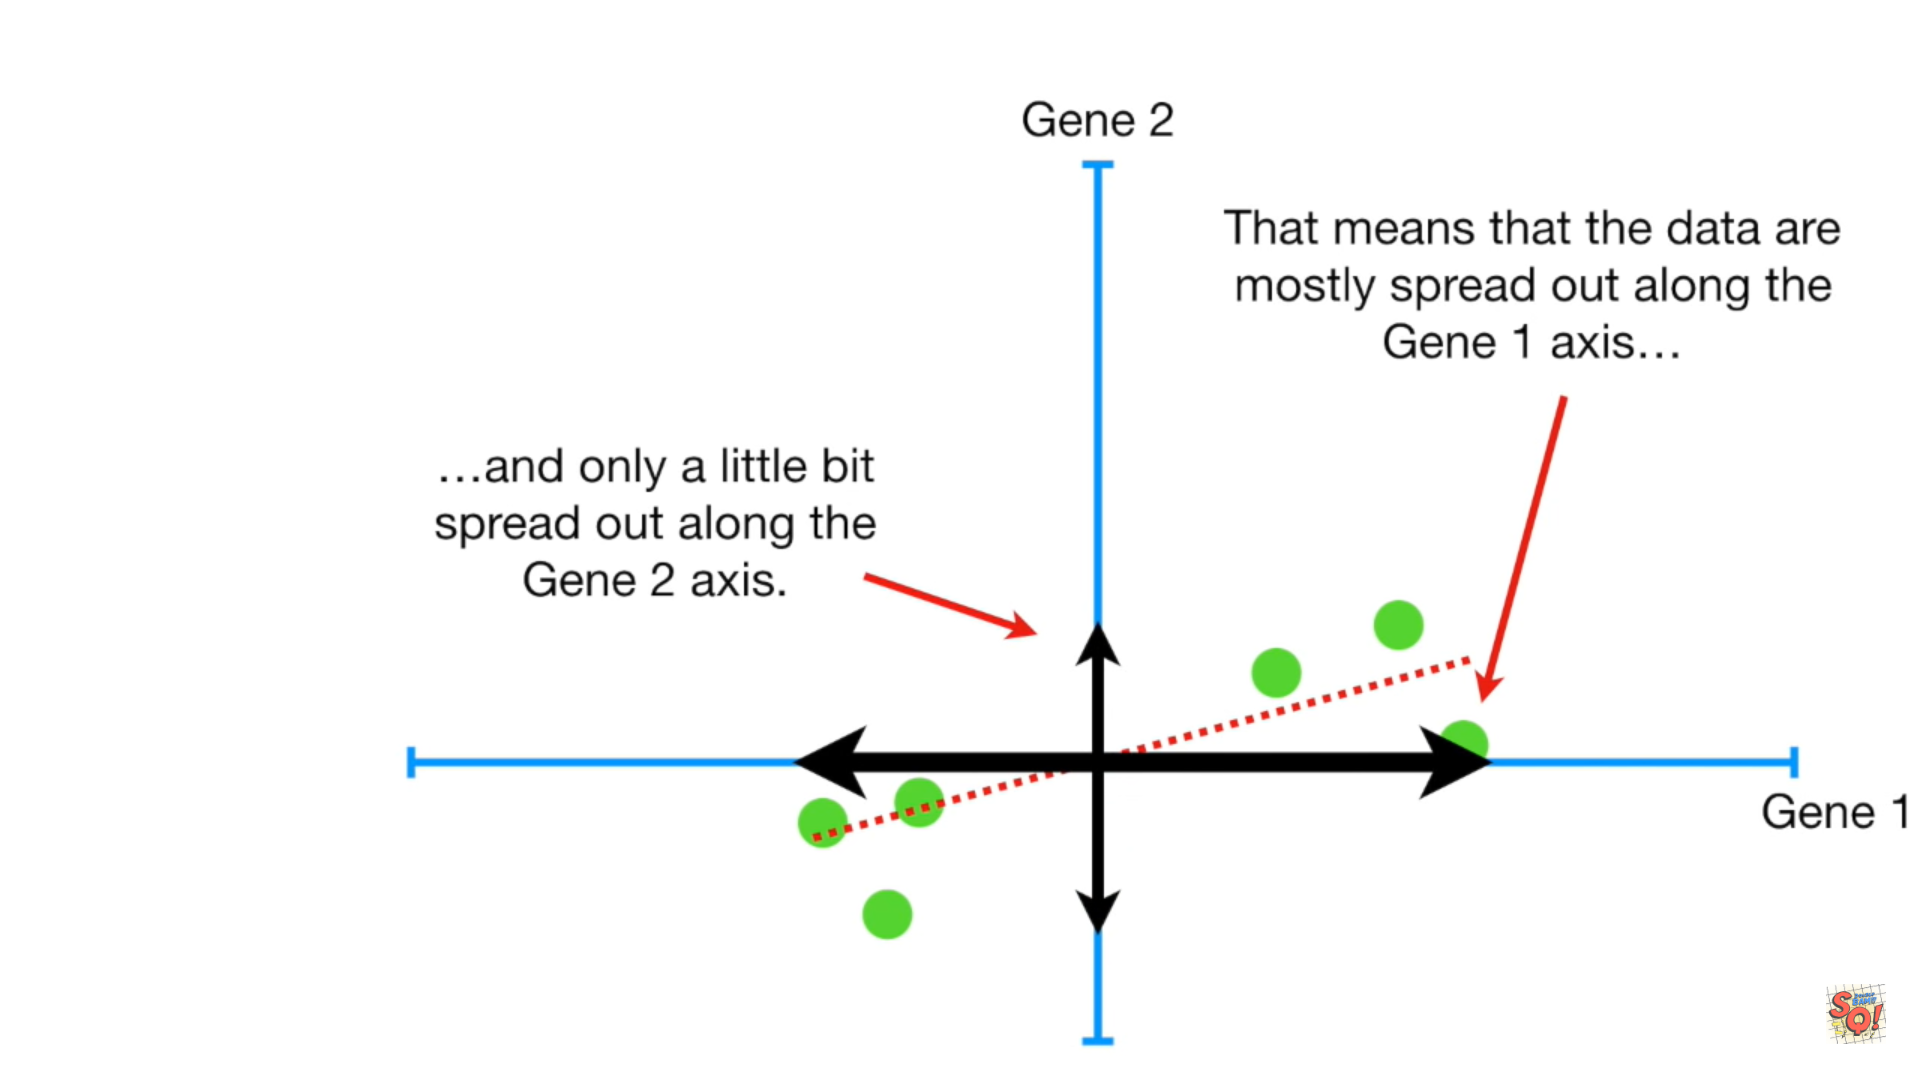 Gene 2
That means that the data are
mostly spread out along the
Gene 1 axis…
…and only a little bit
spread out along the
Gene 2 axis.
Gene 1
SQ!